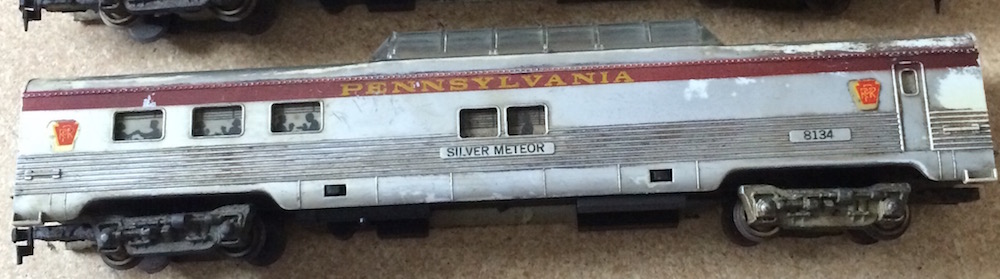 PENNSYLVANIA
SILVER METEOR
8134